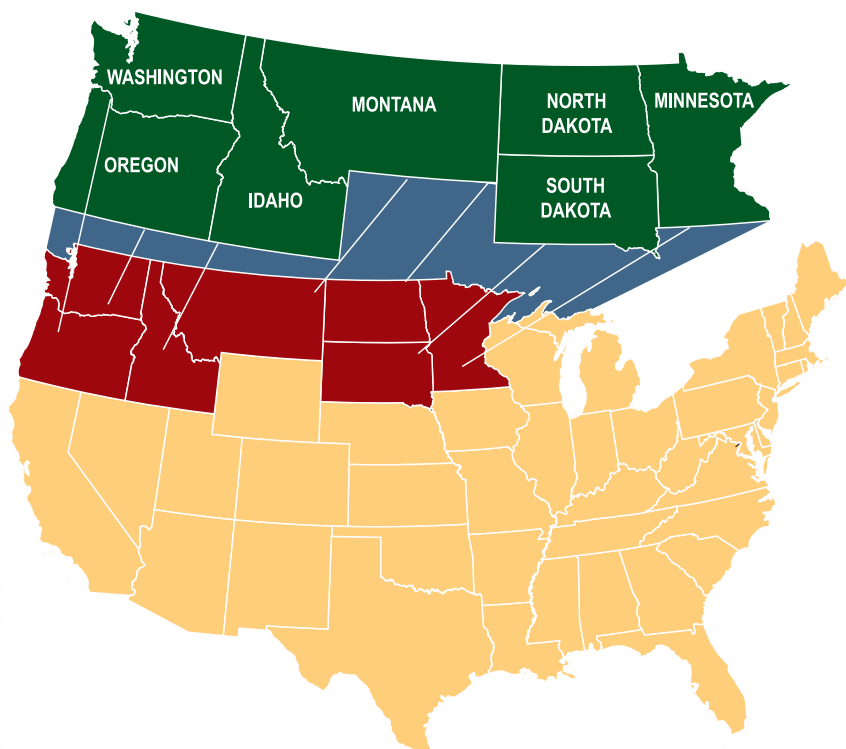 WASHINGTON
MONTANA
NORTH
DAKOTA
MINNESOTA
OREGON
IDAHO
SOUTH
DAKOTA